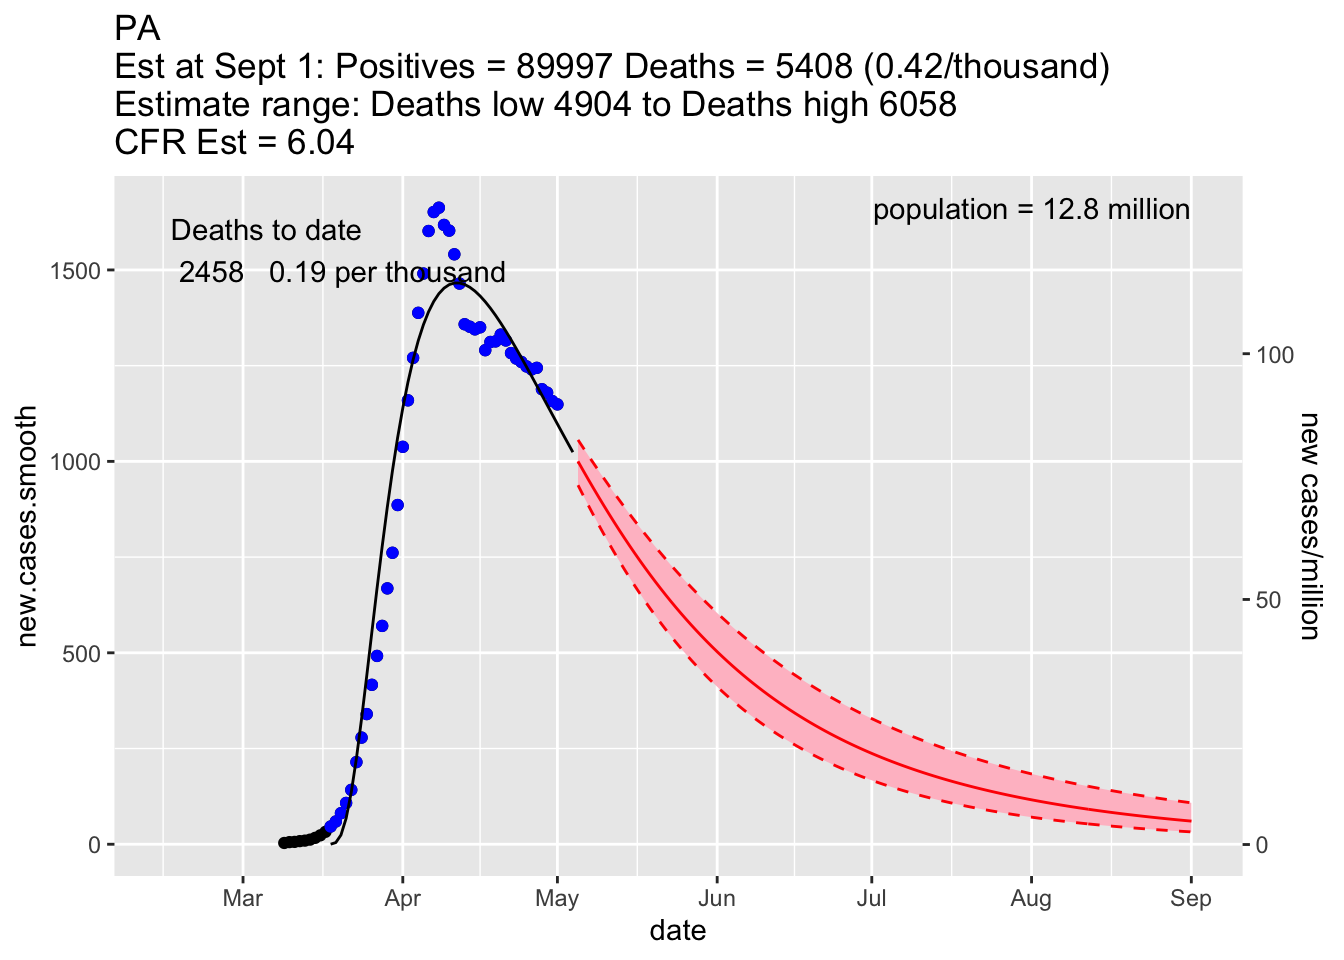 PA
Est at Sept 1: Positives = 89997 Deaths = 5408 (0.42/thousand)
Estimate range: Deaths low 4904 to Deaths high 6058
CFR Est = 6.04
population = 12.8 million
Deaths to date
2458 0.19 per thousand
new.cases.smooth
1500
1000
500
0
new cases/million
100
50
0
Mar Apr May Jun Jul Aug Sep
date